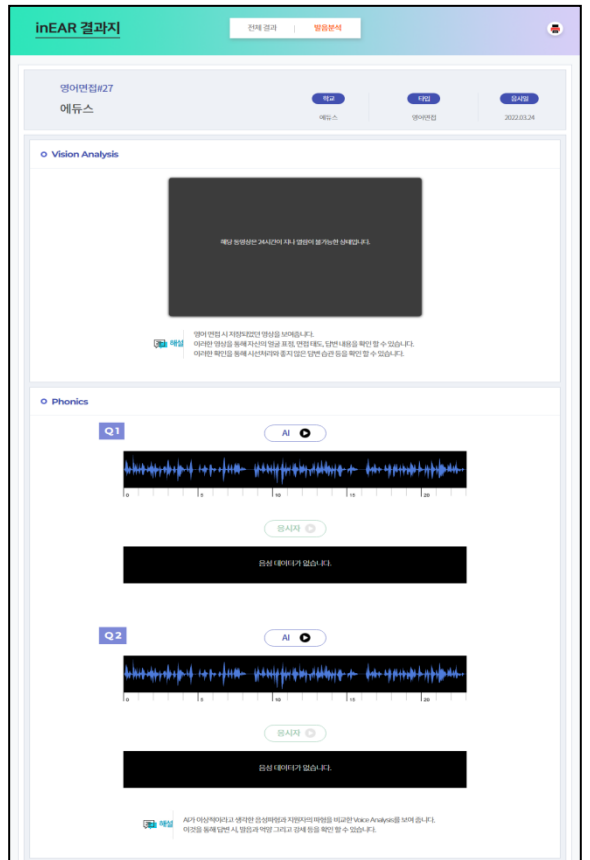 inEAR 결과지
전체 결과 발음분석
영어면접#27
에듀스
학교 타입 응시일
에듀스 영어면접 2022.03.24
Vision Analysis
해당 동영상은 24시간이 지나 열람이 불가능한 상태입니다.
해설
영어 면접 시 저장되었던 영상을 보여줍니다.
이러한 영상을 통해 자신의 얼굴 표정, 면접 태도, 답변 내용을 확인 할 수 있습니다.
이러한 확인을 통해 시선처리와 좋지 않은 답변 습관 등을 확인 할 수 있습니다.
Phonics
Q1
AI
0 5 10 15 20
응시자
음성 데이터가 없습니다.
Q2
AI
0 5 10 15 20
응시자
음성 데이터가 없습니다.
해설
AI가 이상적이라고 생각한 음성파형과 지원자의 파형을 비교한 Voice Analysis를 보여 줍니다.
이것을 통해 답변 시, 발음과 억양 그리고 강세 등을 확인 할 수 있습니다.